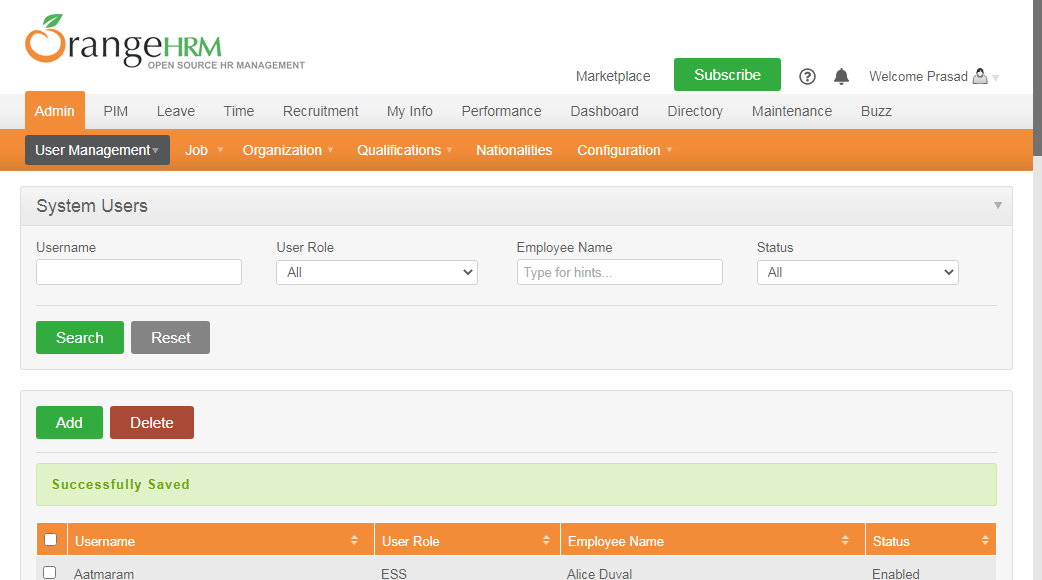 OrangeHRM
OPEN SOURCE HR MANAGEMENT
Marketplace Subscribe ? Welcome Prasad
Admin PIM Leave Time Recruitment My Info Performance Dashboard Directory Maintenance Buzz
User Management Job Organization Qualifications Nationalities Configuration
System Users
Username User Role Employee Name Status
All Type for hints... All
Search Reset
Add Delete
Successfully Saved
Username User Role Employee Name Status
Aatmaram ESS Alice Duval Enabled